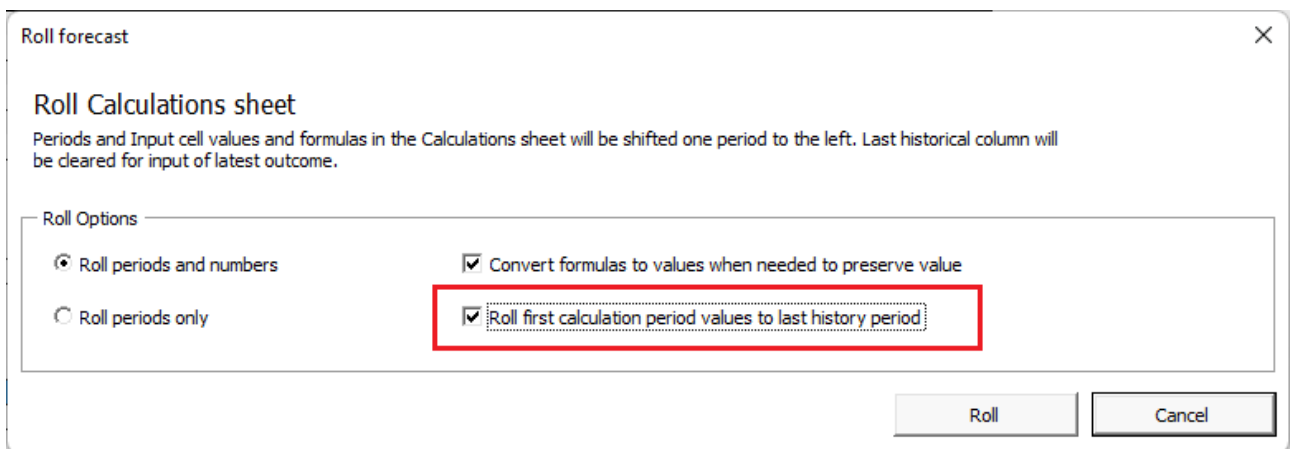 Roll forecast
Roll Calculations sheet
Periods and Input cell values and formulas in the Calculations sheet will be shifted one period to the left. Last historical column will
be cleared for input of latest outcome.
Roll Options
Roll periods and numbers
Convert formulas to values when needed to preserve value
Roll periods only
Roll first calculation period values to last history period
Roll
Cancel